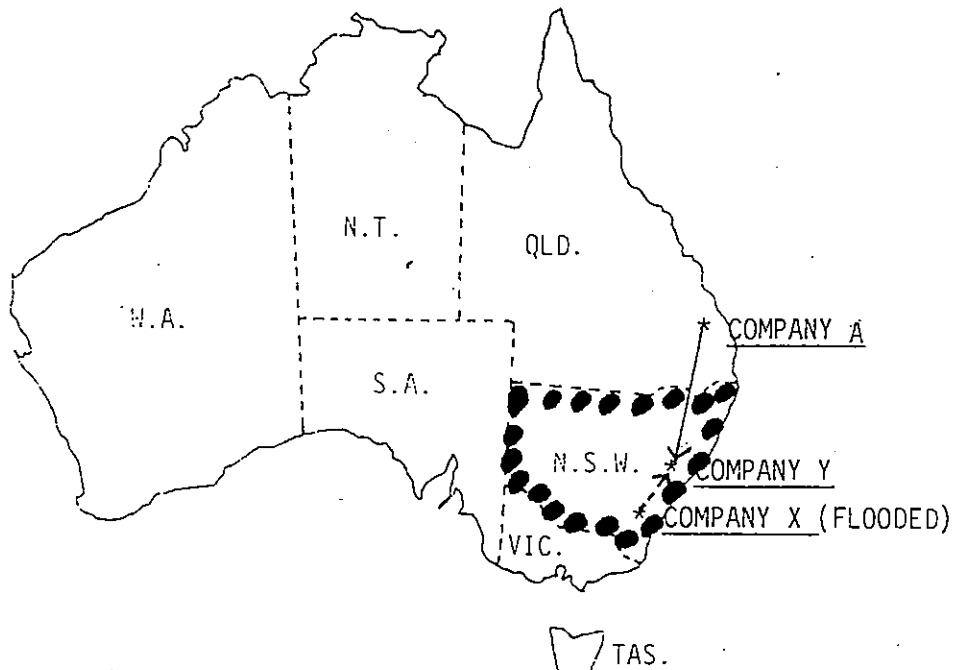 N.T.
QLD.
W.A.
COMPANY A
S.A.
N.S.W.
COMPANY Y
COMPANY X (FLOODED)
VIC.
TAS.